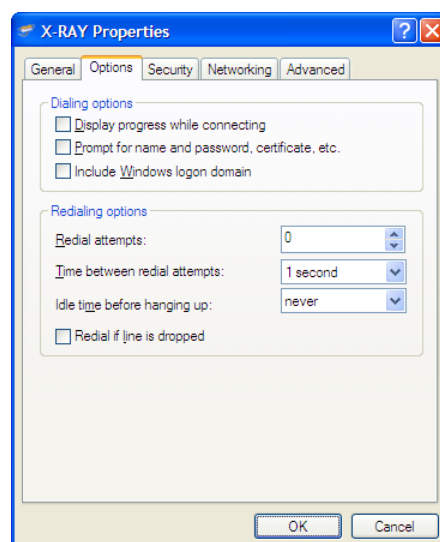 X-RAY Properties
General Options Security Networking Advanced
Dialing options
Display progress while connecting
Prompt for name and password, certificate, etc.
Include Windows logon domain
Redialing options
Redial attempts: 0
Time between redial attempts: 1 second
Idle time before hanging up: never
Redial if line is dropped
OK Cancel